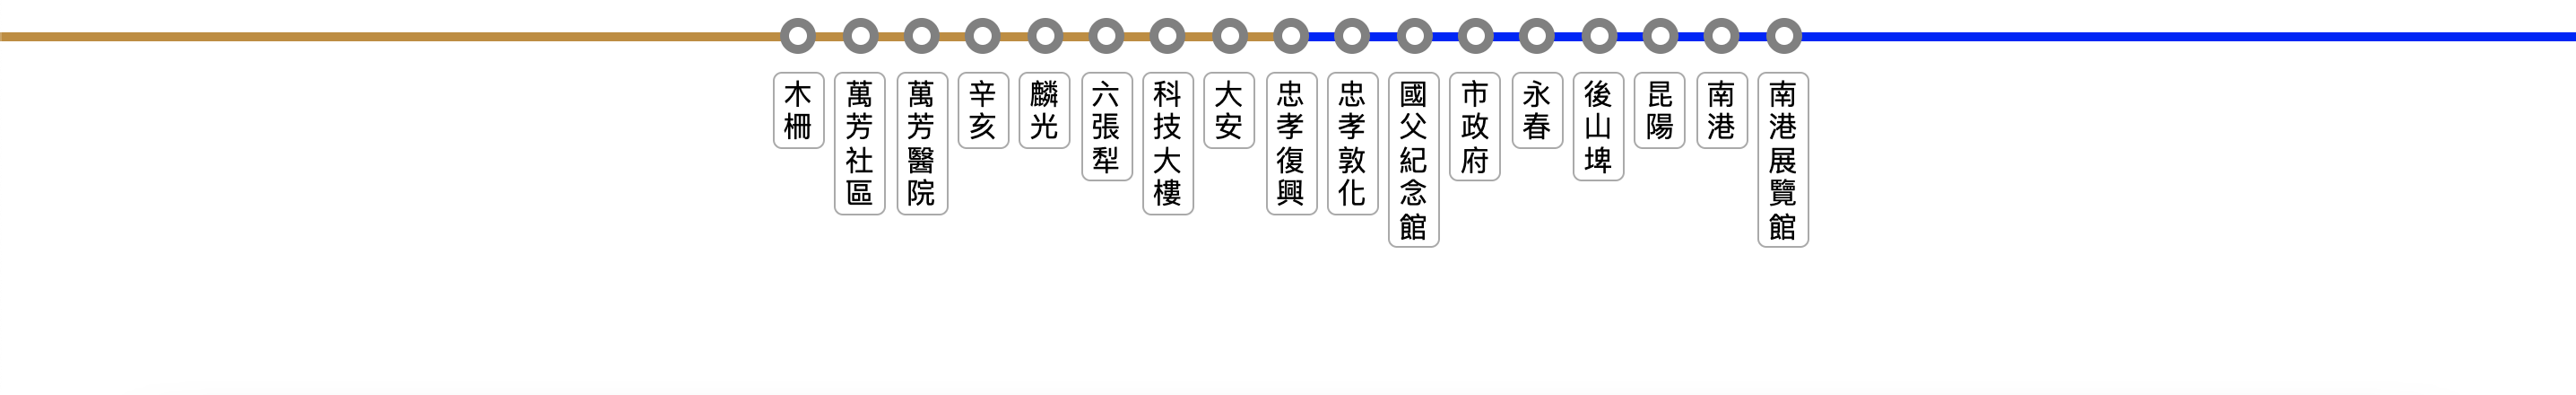 木柵
萬芳社區
萬芳醫院
辛亥
麟光
六張犁
科技大樓
大安
忠孝復興
忠孝敦化
國父紀念館
市政府
永春
後山埤
昆陽
南港
南港展覽館